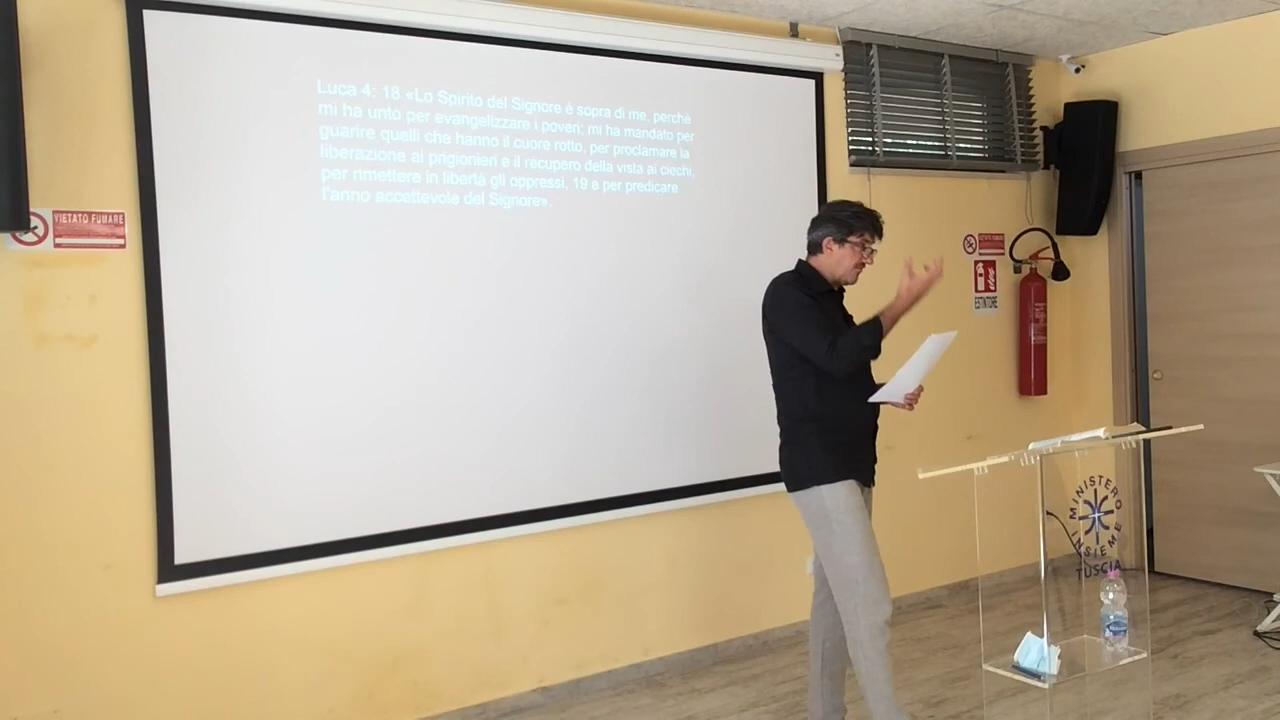 Luca 4: 18 «Lo Spirito del Signore è sopra di me, perché
mi ha unto per evangelizzare i poveri; mi ha mandato per
guarire quelli che hanno il cuore rotto, per proclamare la
liberazione ai prigionieri e il recupero della vista ai ciechi,
per rimettere in libertà gli oppressi, 19 e per predicare
l'anno accettevole del Signore».
VIETATO FUMARE
VIETATO FUMARE
ESTINTORE
MINISTERO
INSIEME
TUSCIA